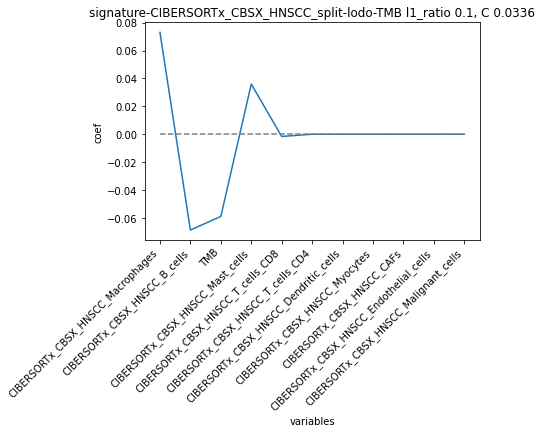 signature-CIBERSORTx_CBSX_HNSCC_split-lodo-TMB l1_ratio 0.1, C 0.0336
0.08
0.06
0.04
0.02
0.00
−0.02
−0.04
−0.06
coef
CIBERSORTx_CBSX_HNSCC_Macrophages
CIBERSORTx_CBSX_HNSCC_B_cells
TMB
CIBERSORTx_CBSX_HNSCC_Mast_cells
CIBERSORTx_CBSX_HNSCC_T_cells_CD8
CIBERSORTx_CBSX_HNSCC_T_cells_CD4
CIBERSORTx_CBSX_HNSCC_Dendritic_cells
CIBERSORTx_CBSX_HNSCC_Myocytes
CIBERSORTx_CBSX_HNSCC_CAFs
CIBERSORTx_CBSX_HNSCC_Endothelial_cells
CIBERSORTx_CBSX_HNSCC_Malignant_cells
variables